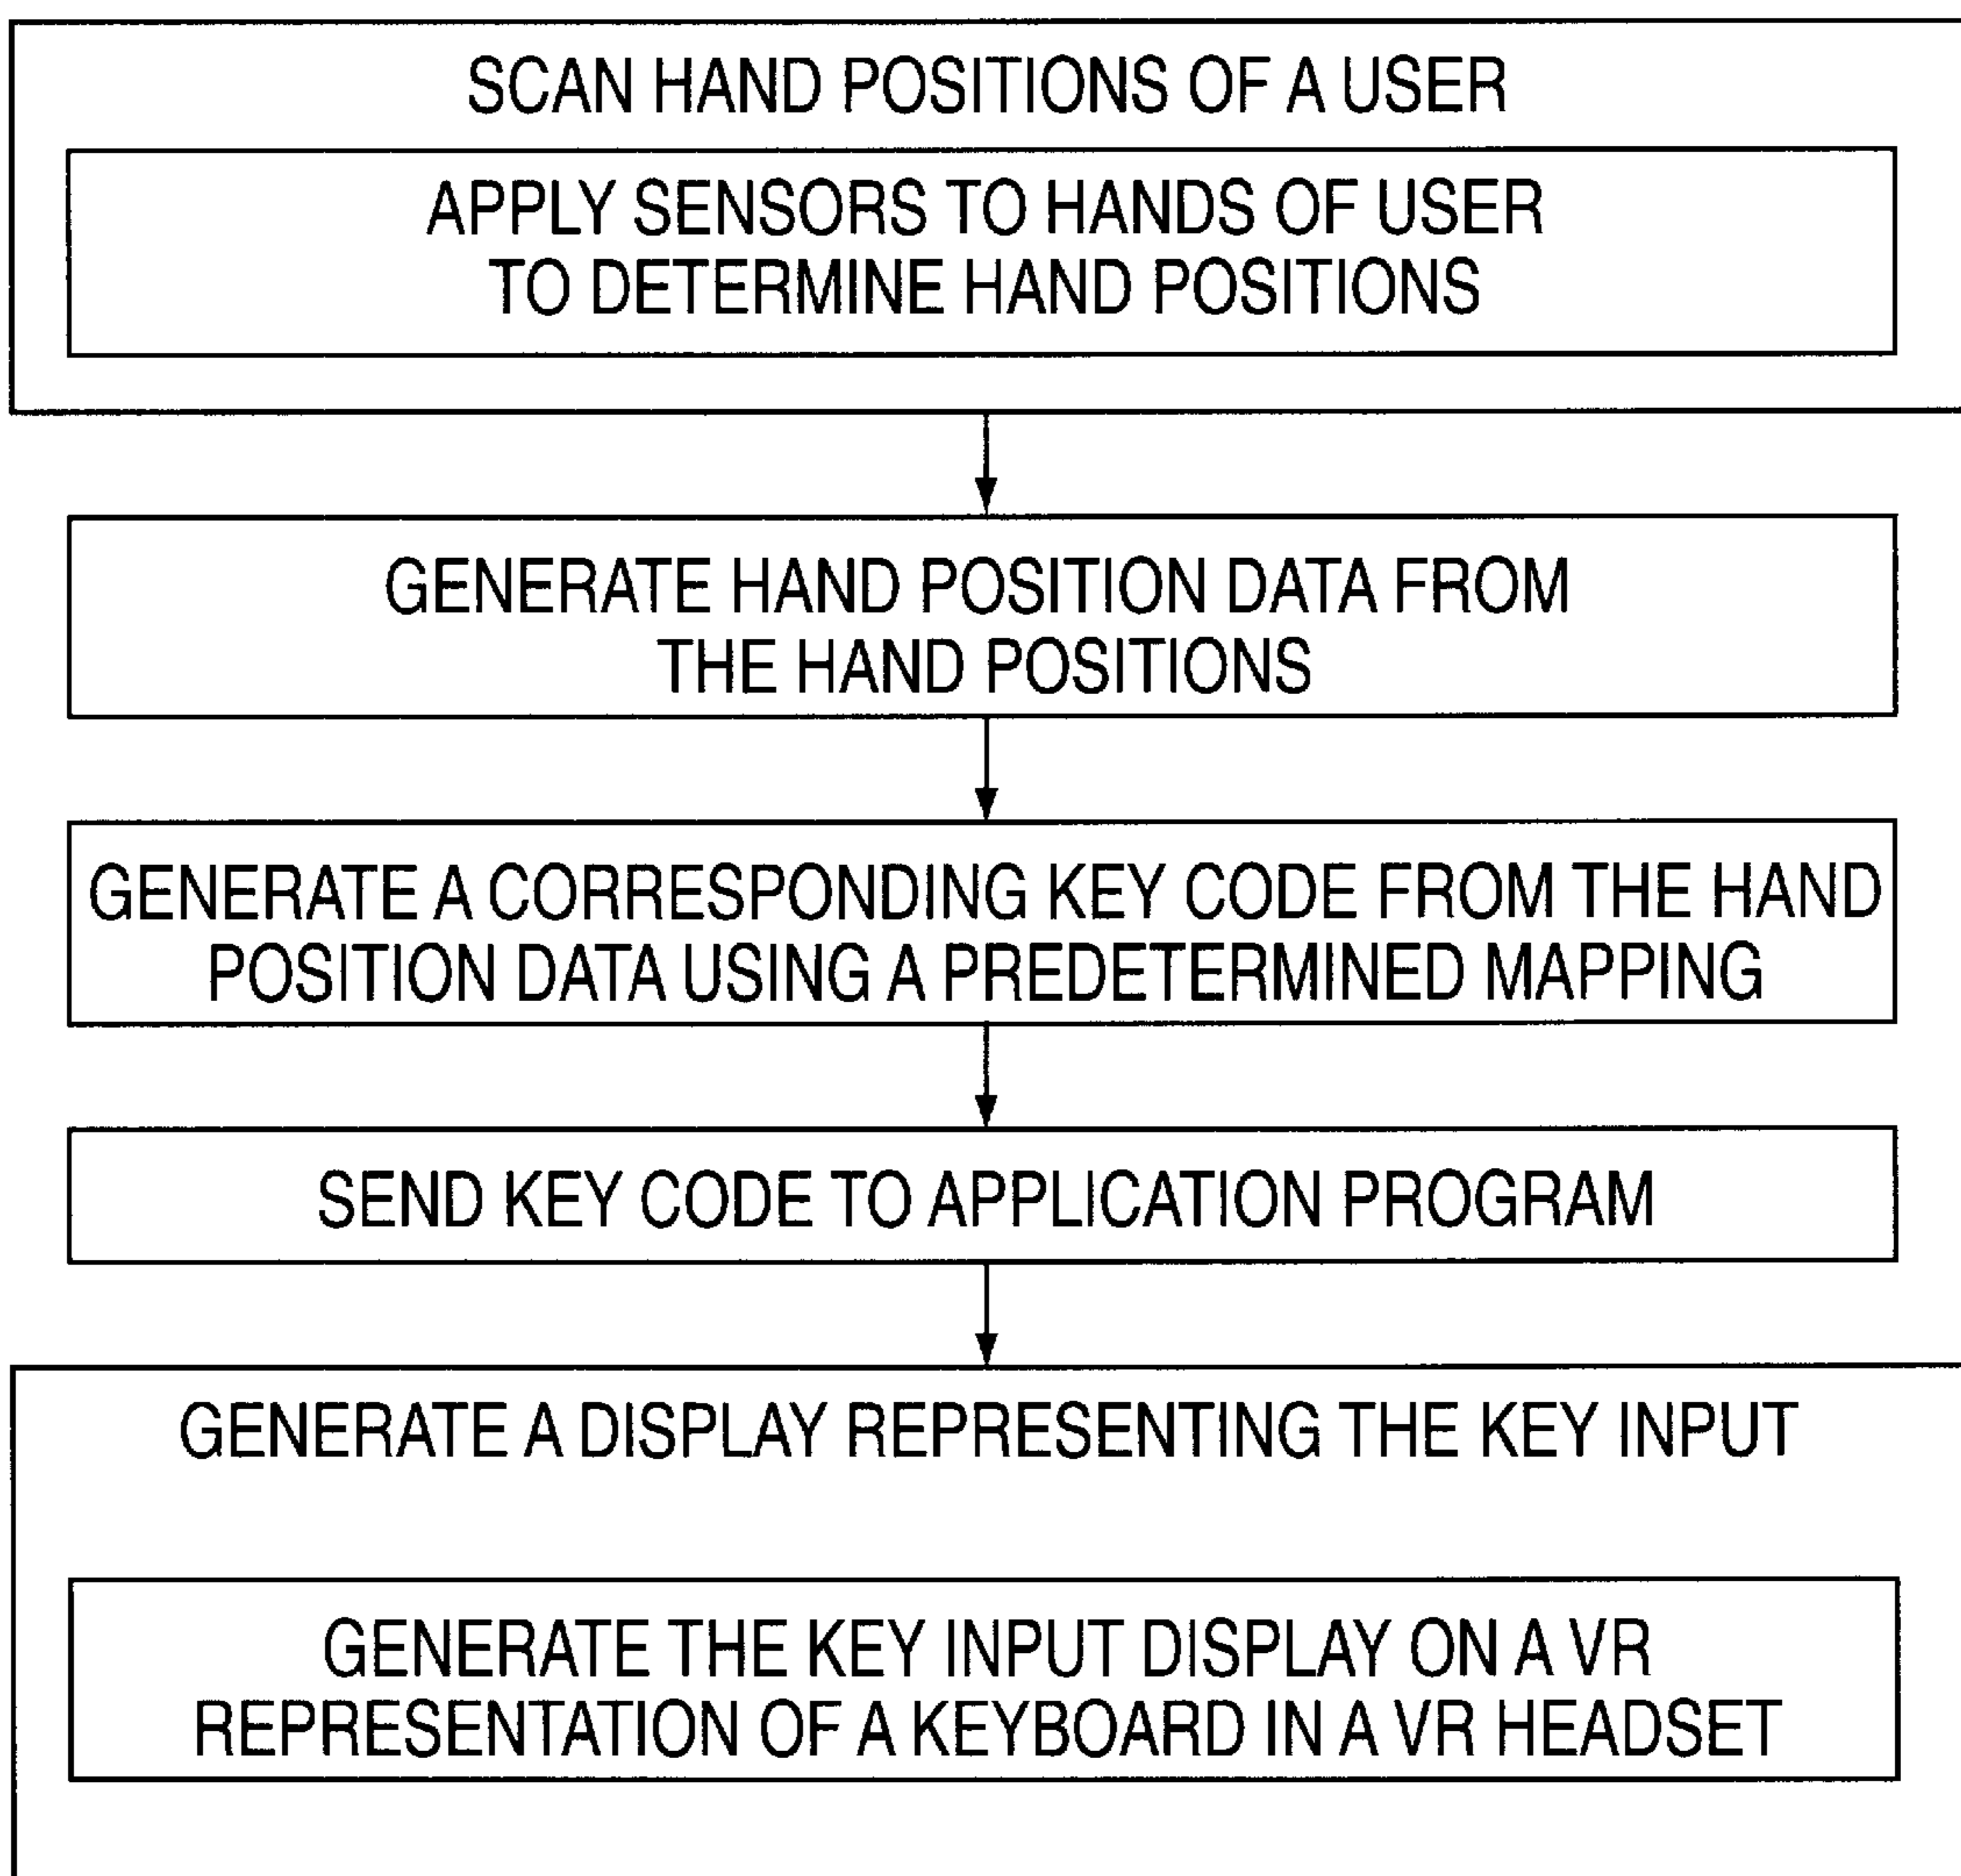 SCAN HAND POSITIONS OF A USER
APPLY SENSORS TO HANDS OF USER
TO DETERMINE HAND POSITIONS
GENERATE HAND POSITION DATA FROM
THE HAND POSITIONS
GENERATE A CORRESPONDING KEY CODE FROM THE HAND
POSITION DATA USING A PREDETERMINED MAPPING
SEND KEY CODE TO APPLICATION PROGRAM
GENERATE A DISPLAY REPRESENTING THE KEY INPUT
GENERATE THE KEY INPUT DISPLAY ON A VR
REPRESENTATION OF A KEYBOARD IN A VR HEADSET